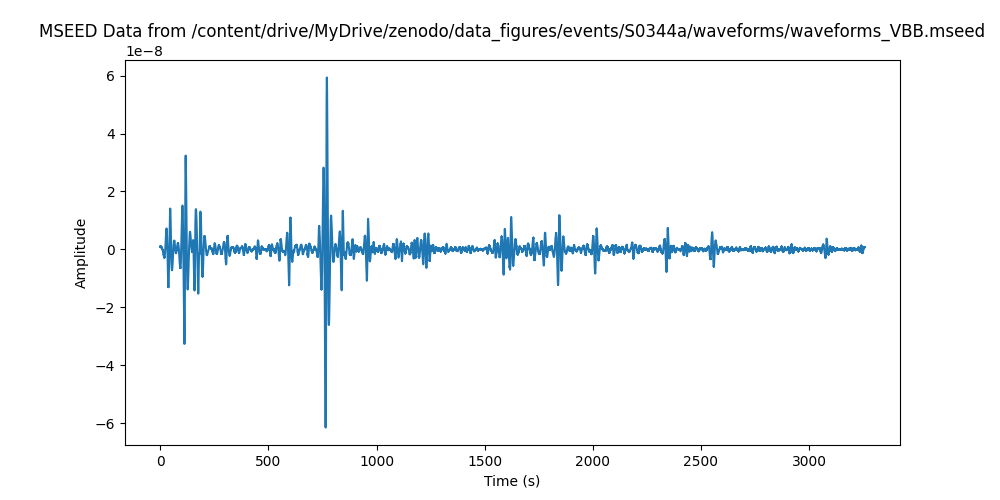 MSEED Data from /content/drive/MyDrive/zenodo/data_figures/events/S0344a/waveforms/waveforms_VBB.mseed
1e−8
6
4
2
0
−2
−4
−6
Amplitude
0 500 1000 1500 2000 2500 3000
Time (s)